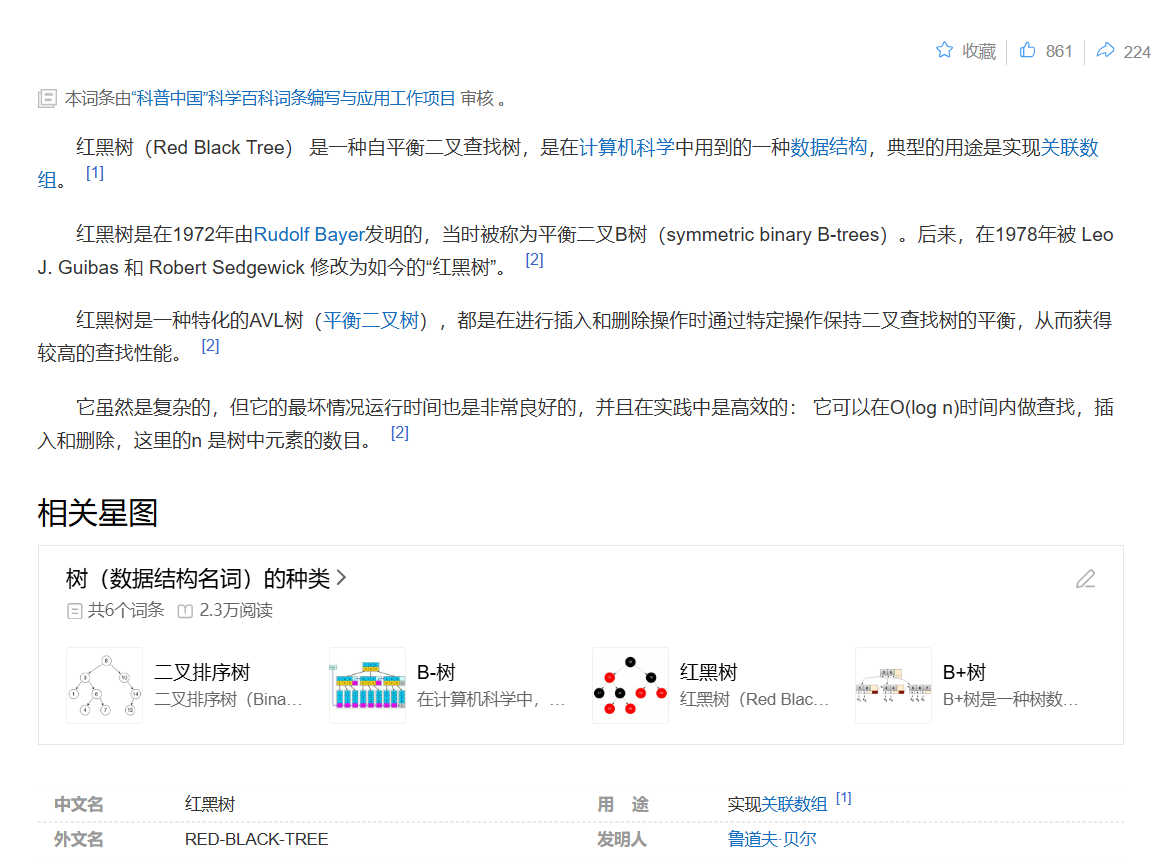 收藏 861 224
本词条由“科普中国”科学百科词条编写与应用工作项目 审核 。
红黑树（Red Black Tree） 是一种自平衡二叉查找树，是在计算机科学中用到的一种数据结构，典型的用途是实现关联数
组。 [1]
红黑树是在1972年由Rudolf Bayer发明的，当时被称为平衡二叉B树（symmetric binary B-trees）。后来，在1978年被 Leo
J. Guibas 和 Robert Sedgewick 修改为如今的“红黑树”。 [2]
红黑树是一种特化的AVL树（平衡二叉树），都是在进行插入和删除操作时通过特定操作保持二叉查找树的平衡，从而获得
较高的查找性能。 [2]
它虽然是复杂的，但它的最坏情况运行时间也是非常良好的，并且在实践中是高效的： 它可以在O(log n)时间内做查找，插
入和删除，这里的n 是树中元素的数目。 [2]
相关星图
树（数据结构名词）的种类
共6个词条 2.3万阅读
二叉排序树 B-树 红黑树 B+树
二叉排序树（Bina… 在计算机科学中，… 红黑树（Red Blac… B+树是一种树数…
中文名 红黑树 用 途 实现关联数组 [1]
外文名 RED-BLACK-TREE 发明人 鲁道夫·贝尔